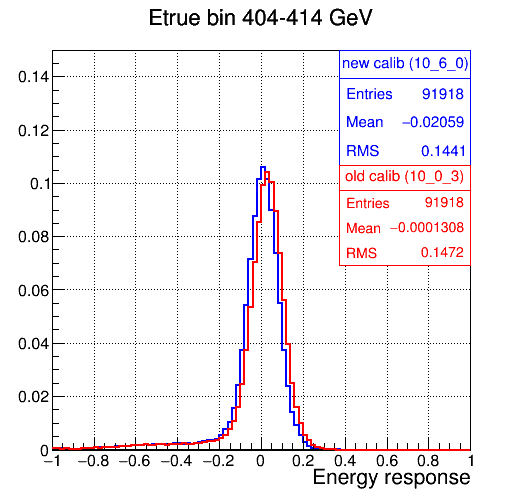 Etrue bin 404-414 GeV
new calib (10_6_0)
Entries 91918
Mean −0.02059
RMS 0.1441
old calib (10_0_3)
Entries 91918
Mean −0.0001308
RMS 0.1472
0.14
0.12
0.1
0.08
0.06
0.04
0.02
0
−1 −0.8 −0.6 −0.4 −0.2 0 0.2 0.4 0.6 0.8 1
Energy response